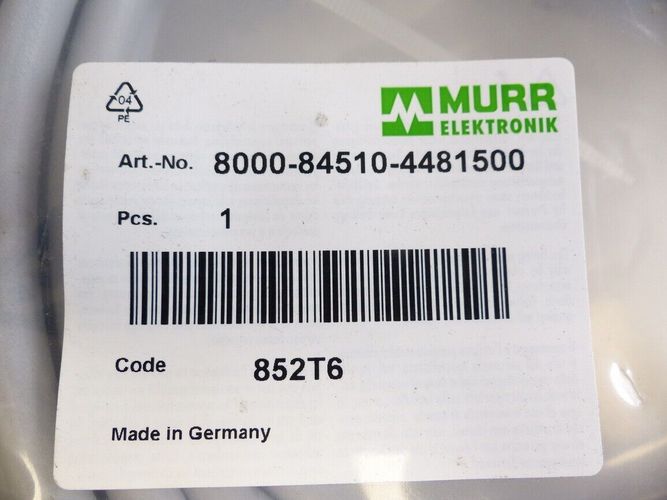 04
PE
MURR
ELEKTRONIK
Art.-No. 8000-84510-4481500
Pcs. 1
Code 852T6
Made in Germany